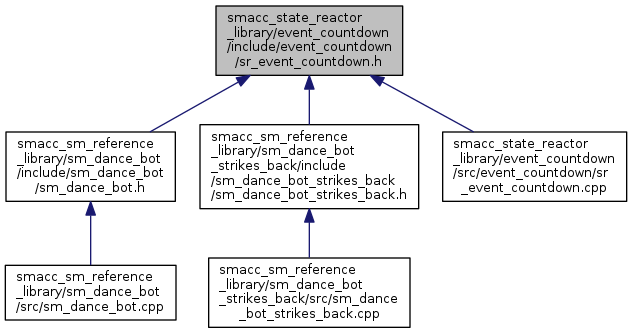 smacc_state_reactor
_library/event_countdown
/include/event_countdown
/sr_event_countdown.h
smacc_sm_reference
_library/sm_dance_bot
/include/sm_dance_bot
/sm_dance_bot.h
smacc_sm_reference
_library/sm_dance_bot
_strikes_back/include
/sm_dance_bot_strikes_back
/sm_dance_bot_strikes_back.h
smacc_state_reactor
_library/event_countdown
/src/event_countdown/sr
_event_countdown.cpp
smacc_sm_reference
_library/sm_dance_bot
/src/sm_dance_bot.cpp
smacc_sm_reference
_library/sm_dance_bot
_strikes_back/src/sm_dance
_bot_strikes_back.cpp